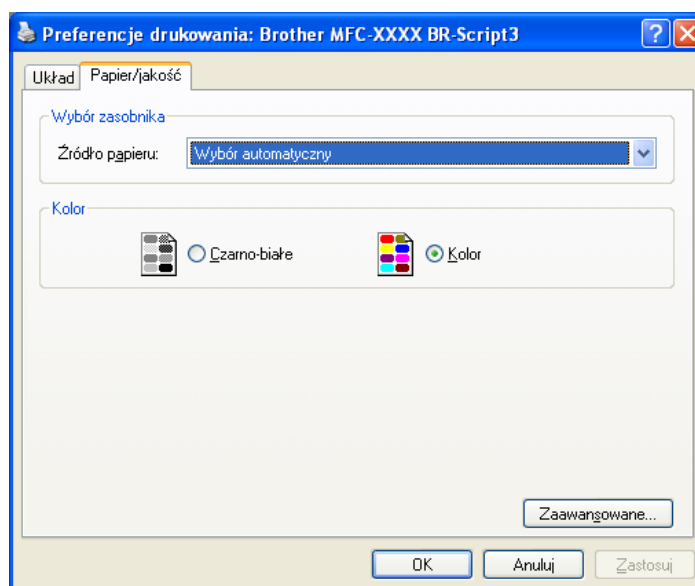 Preferencje drukowania: Brother MFC-XXXX BR-Script3
Układ Papier/jakość
Wybór zasobnika
Źródło papieru: Wybór automatyczny
Kolor
Czarno-białe Kolor
Zaawansowane...
OK Anuluj Zastosuj